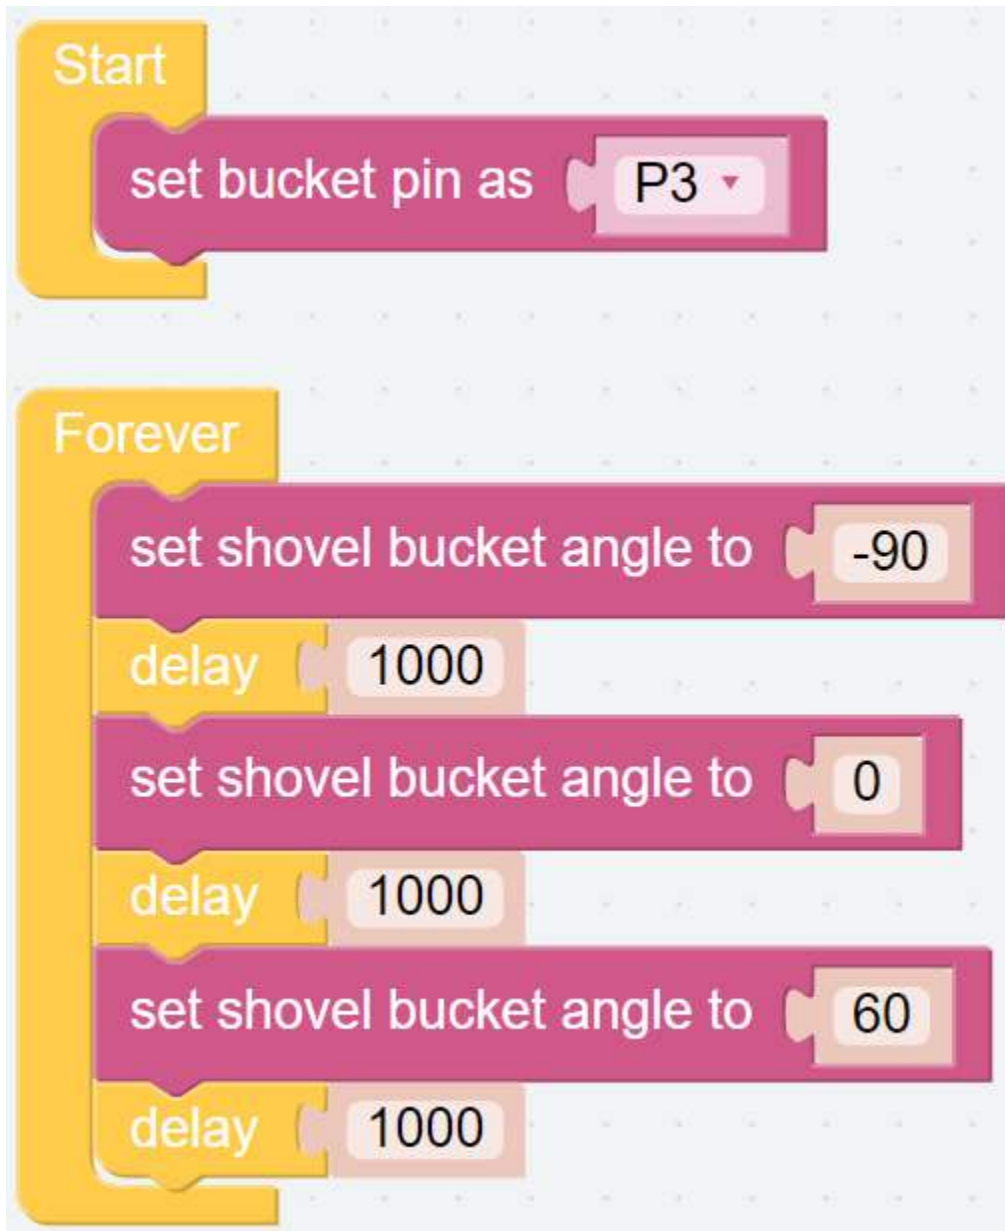 Start
set bucket pin as P3
Forever
set shovel bucket angle to -90
delay 1000
set shovel bucket angle to 0
delay 1000
set shovel bucket angle to 60
delay 1000